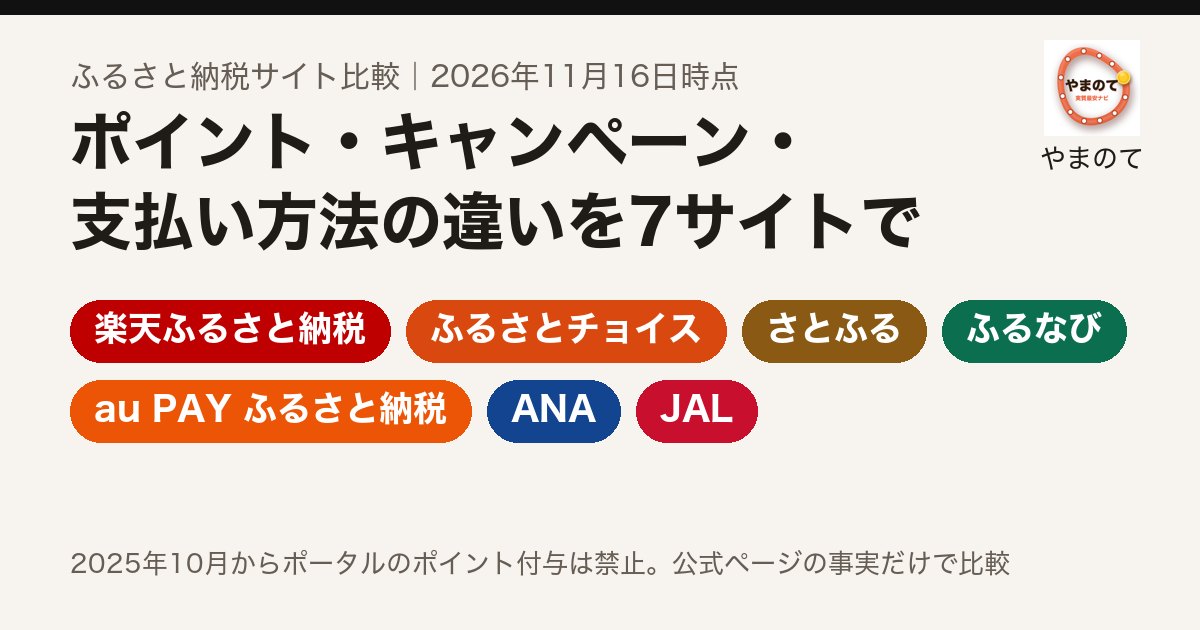 ふるさと納税サイト比較｜2026年11月16日時点
ポイント・キャンペーン・
支払い方法の違いを7サイトで
やまのて
実質最安ナビ
やまのて
楽天ふるさと納税 ふるさとチョイス さとふる ふるなび
au PAY ふるさと納税 ANA JAL
2025年10月からポータルのポイント付与は禁止。公式ページの事実だけで比較